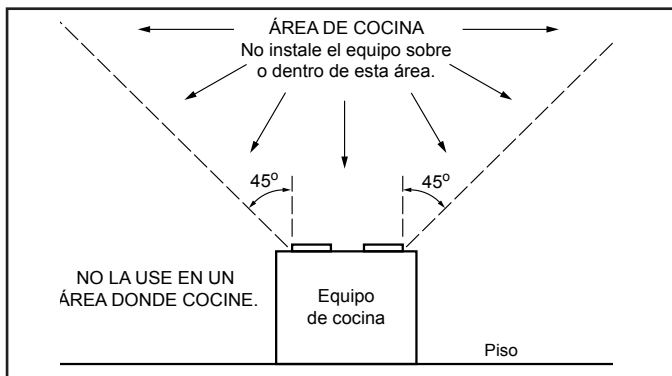 ÁREA DE COCINA
No instale el equipo sobre
o dentro de esta área.
45º
45º
NO LA USE EN UN
ÁREA DONDE COCINE.
Equipo
de cocina
Piso